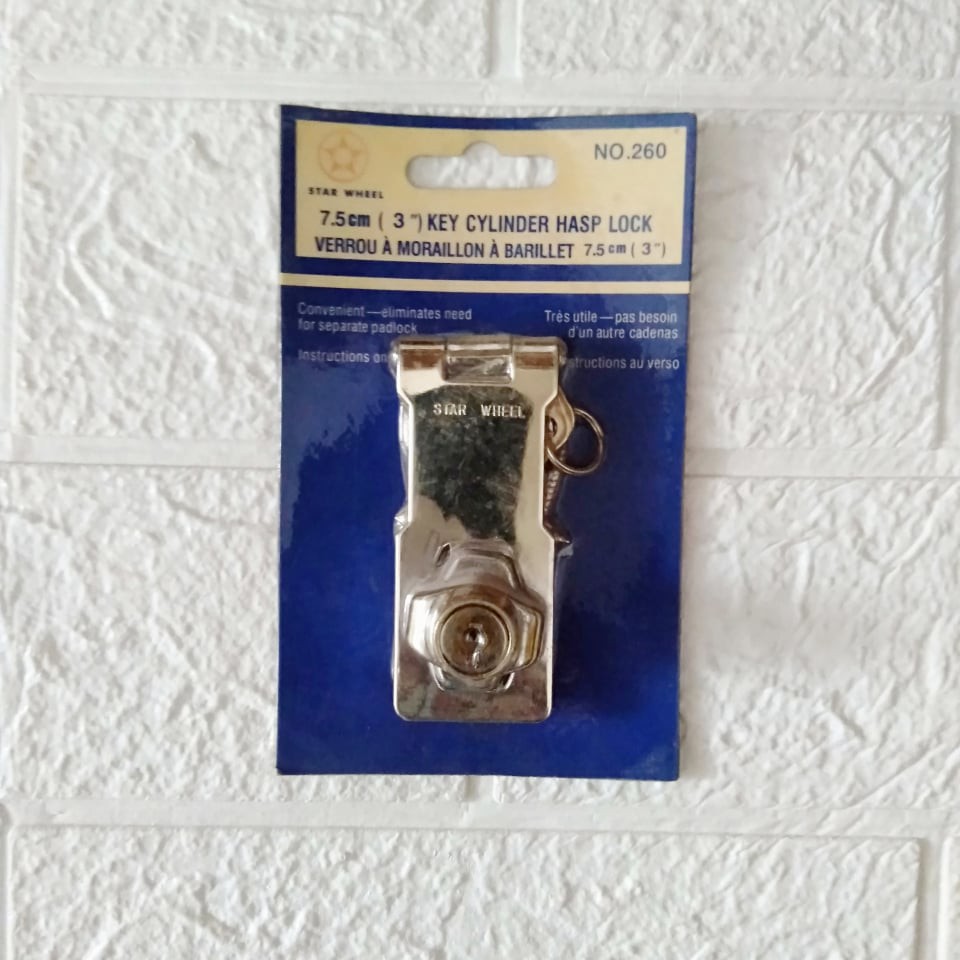 NO.260
STAR WHEEL
7.5cm ( 3") KEY CYLINDER HASP LOCK
VERROU À MORAILLON À BARILLET 7.5cm ( 3")
Convenient—eliminates need
for separate padlock
Instructions on
Très utile—pas besoin
d'un autre cadenas
structions au verso
STAR WHEEL